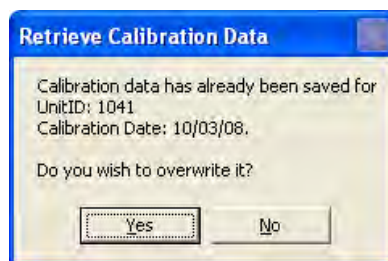 Retrieve Calibration Data
Calibration data has already been saved for
UnitID: 1041
Calibration Date: 10/03/08.
Do you wish to overwrite it?
Yes No